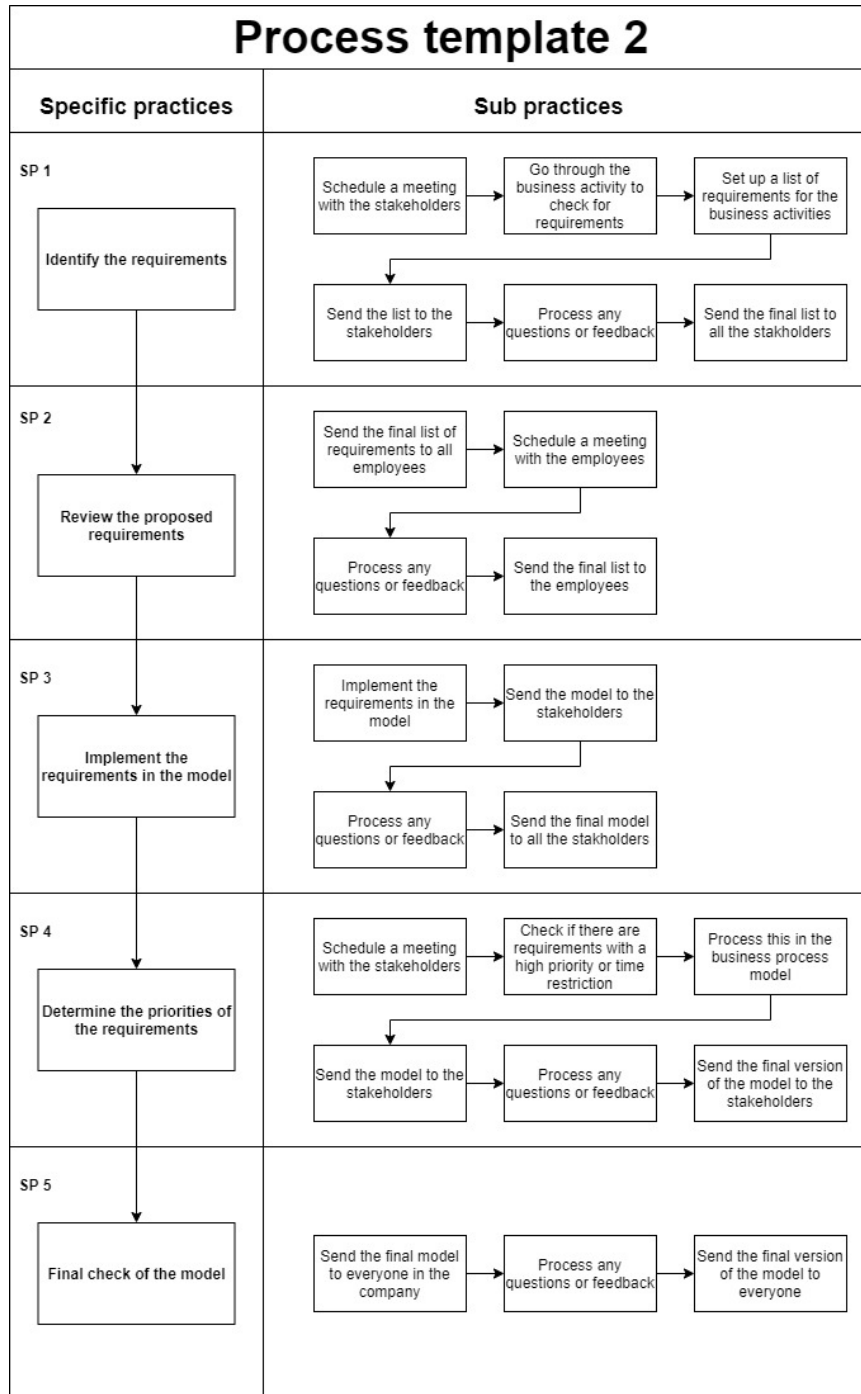 Process template 2
Specific practices
Sub practices
SP 1
Identify the requirements
Schedule a meeting
with the stakeholders
Go through the
business activity to
check for
requirements
Set up a list of
requirements for the
business activities
Send the list to the
stakeholders
Process any
questions or feedback
Send the final list to
all the stakholders
SP 2
Review the proposed
requirements
Send the final list of
requirements to all
employees
Schedule a meeting
with the employees
Process any
questions or feedback
Send the final list to
the employees
SP 3
Implement the
requirements in the model
Implement the
requirements in the
model
Send the model to the
stakeholders
Process any
questions or feedback
Send the final model
to all the stakholders
SP 4
Determine the priorities of
the requirements
Schedule a meeting
with the stakeholders
Check if there are
requirements with a
high priority or time
restriction
Process this in the
business process
model
Send the model to the
stakeholders
Process any
questions or feedback
Send the final version
of the model to the
stakeholders
SP 5
Final check of the model
Send the final model
to everyone in the
company
Process any
questions or feedback
Send the final version
of the model to
everyone